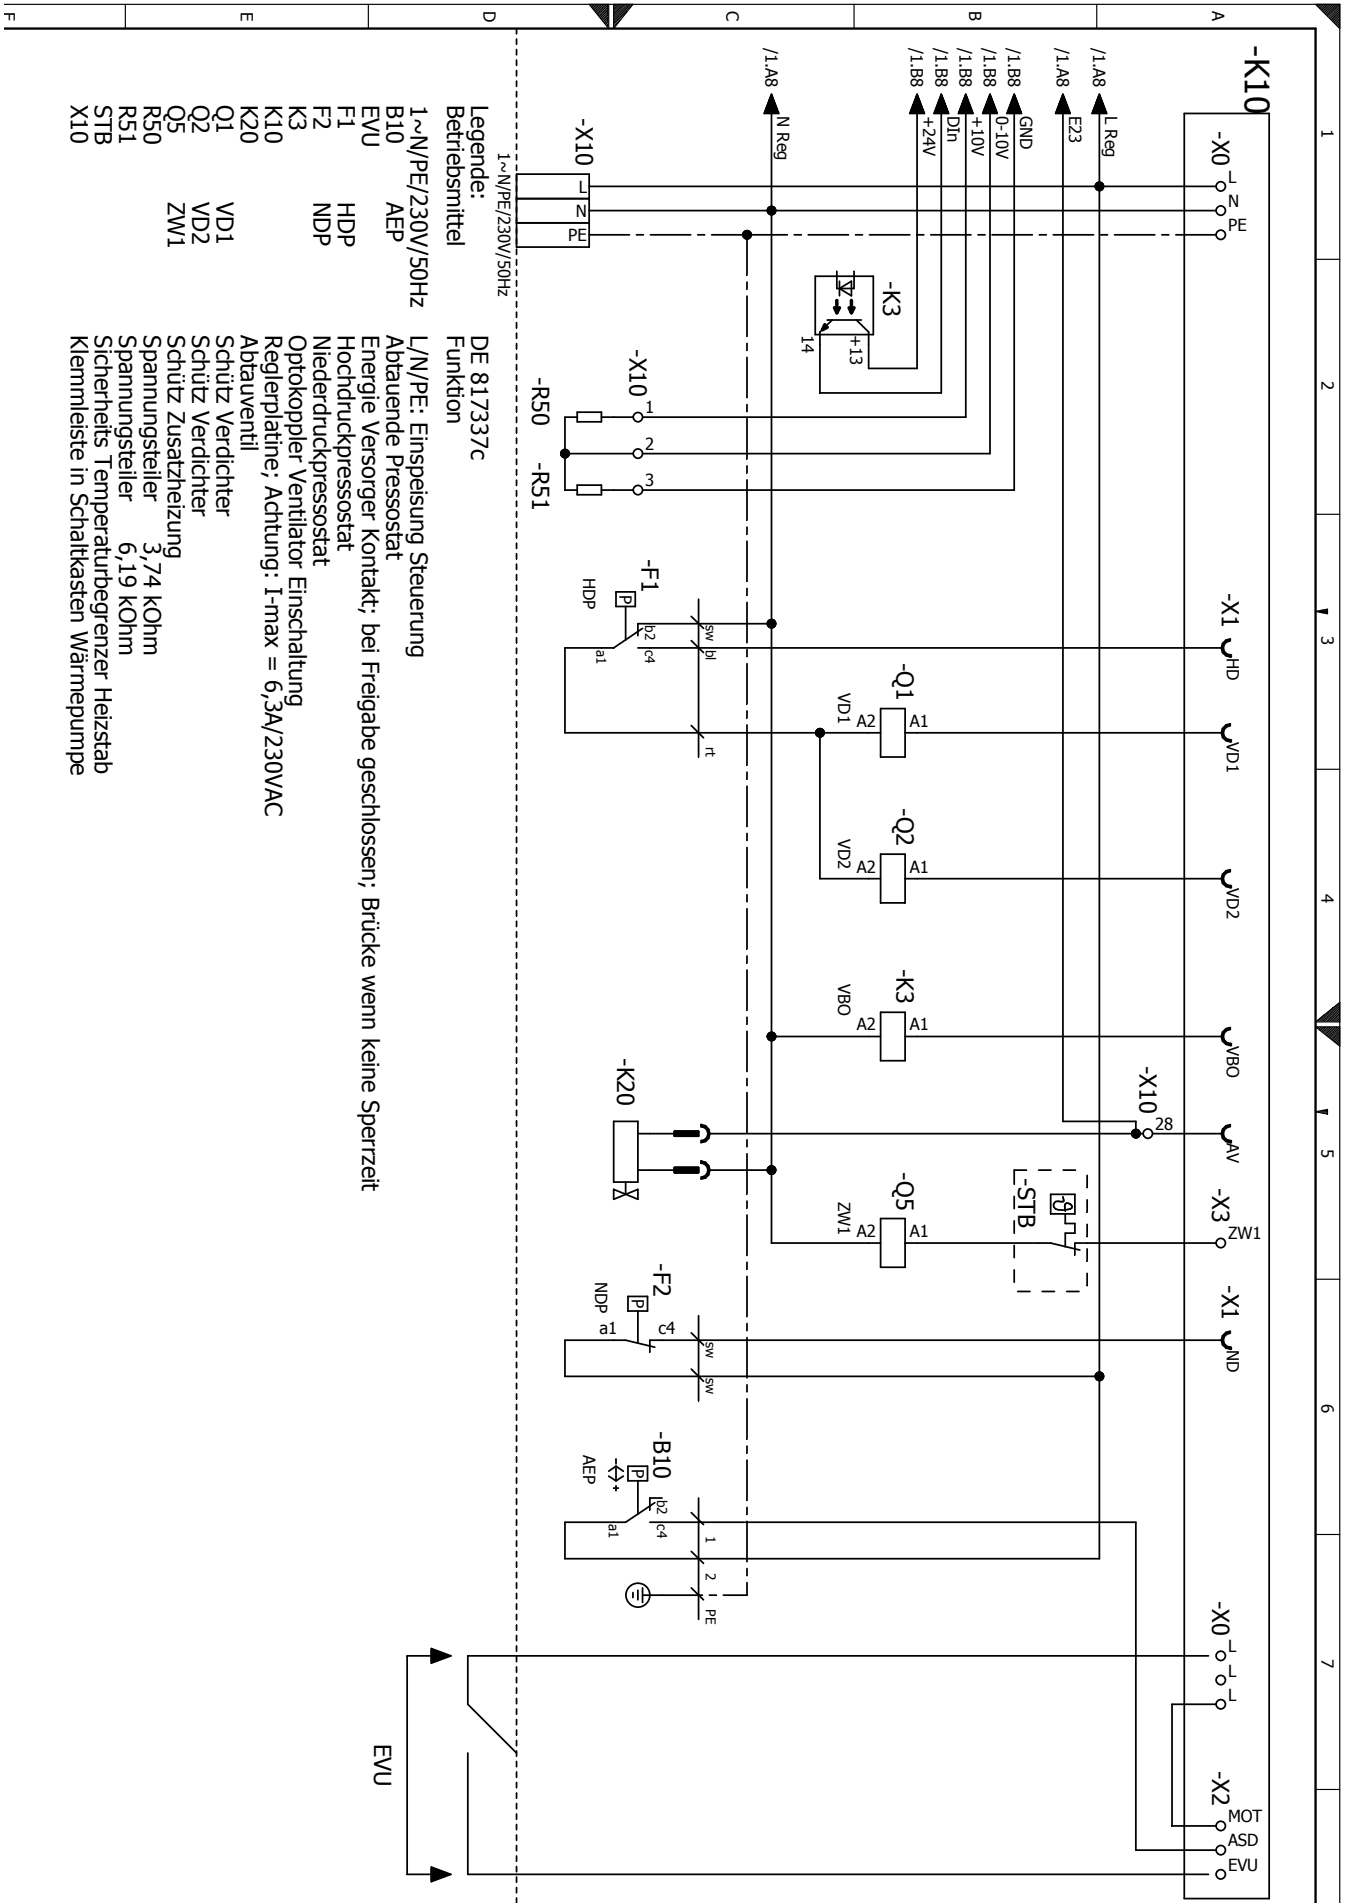 1
2
3
4
5
6
7
A
B
C
D
E
F
-K10
-X0
L
N
PE
-X1
HD
VD1
VD2
VBO
AV
-X3
ZW1
-X1
ND
-X0
L
L
L
-X2
MOT
ASD
EVU
/1.A8
L Reg
/1.A8
E23
/1.B8
GND
/1.B8
0-10V
/1.B8
+10V
/1.B8
DIn
/1.B8
+24V
/1.A8
N Reg
-K3
+13
14
-X10
1
2
3
-R50
-R51
-X10
L
N
PE
1~N/PE/230V/50Hz
-F1
P
HDP
b2
c4
a1
sw
bl
rt
-Q1
VD1
A2
A1
-Q2
VD2
A2
A1
-K3
VBO
A2
A1
-X10
28
-K20
-Q5
ZW1
A2
A1
-STB
ϑ
-F2
P
NDP
a1
c4
sw
sw
-B10
P
- +
AEP
b2
c4
a1
1
2
PE
EVU
Legende: DE 817337c
Betriebsmittel Funktion
1~N/PE/230V/50Hz L/N/PE: Einspeisung Steuerung
B10 AEP Abtauende Pressostat
EVU Energie Versorger Kontakt; bei Freigabe geschlossen; Brücke wenn keine Sperrzeit
F1 HDP Hochdruckpressostat
F2 NDP Niederdruckpressostat
K3 Optokoppler Ventilator Einschaltung
K10 Reglerplatine; Achtung: I-max = 6,3A/230VAC
K20 Abtauventil
Q1 VD1 Schütz Verdichter
Q2 VD2 Schütz Verdichter
Q5 ZW1 Schütz Zusatzheizung
R50 Spannungsteiler 3,74 kOhm
R51 Spannungsteiler 6,19 kOhm
STB Sicherheits Temperaturbegrenzer Heizstab
X10 Klemmleiste in Schaltkasten Wärmepumpe